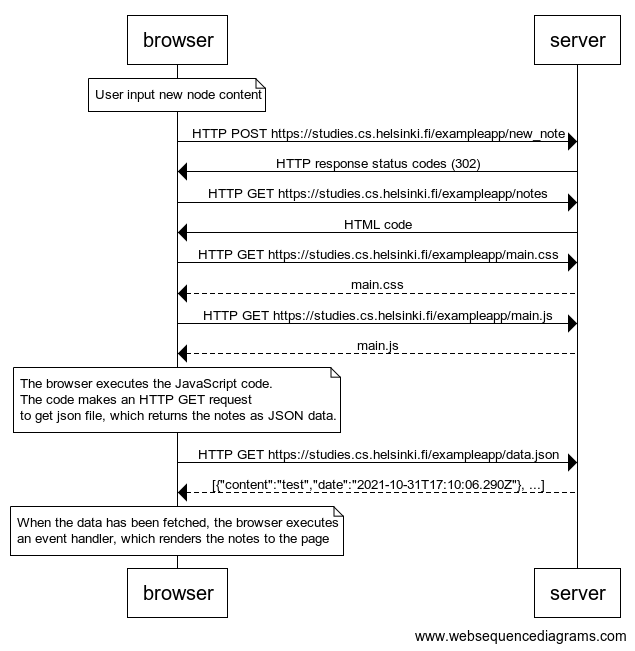 browser
server
User input new node content
HTTP POST https://studies.cs.helsinki.fi/exampleapp/new_note
HTTP response status codes (302)
HTTP GET https://studies.cs.helsinki.fi/exampleapp/notes
HTML code
HTTP GET https://studies.cs.helsinki.fi/exampleapp/main.css
main.css
HTTP GET https://studies.cs.helsinki.fi/exampleapp/main.js
main.js
The browser executes the JavaScript code.
The code makes an HTTP GET request
to get json file, which returns the notes as JSON data.
HTTP GET https://studies.cs.helsinki.fi/exampleapp/data.json
[{"content":"test","date":"2021-10-31T17:10:06.290Z"}, ...]
When the data has been fetched, the browser executes
an event handler, which renders the notes to the page
browser
server
www.websequencediagrams.com